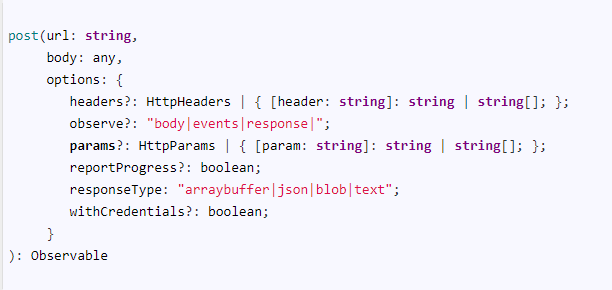 post(url: string,
body: any,
options: {
headers?: HttpHeaders | { [header: string]: string | string[]; };
observe?: "body|events|response|";
params?: HttpParams | { [param: string]: string | string[]; };
reportProgress?: boolean;
responseType: "arraybuffer|json|blob|text";
withCredentials?: boolean;
}
): Observable